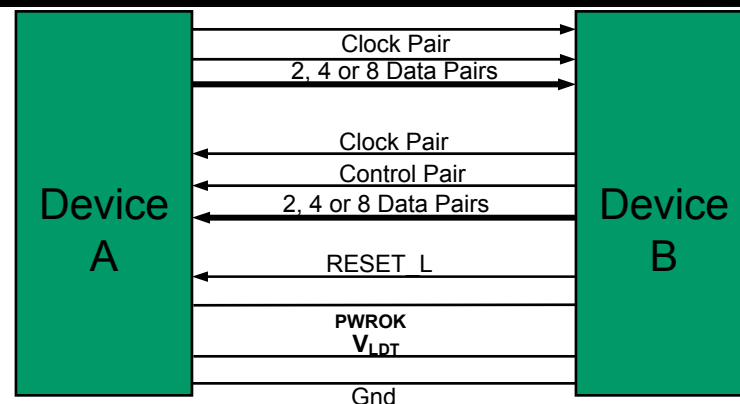 Clock Pair
2, 4 or 8 Data Pairs
Clock Pair
Control Pair
2, 4 or 8 Data Pairs
Device
A
Device
B
RESET_L
PWROK
VLDT
Gnd